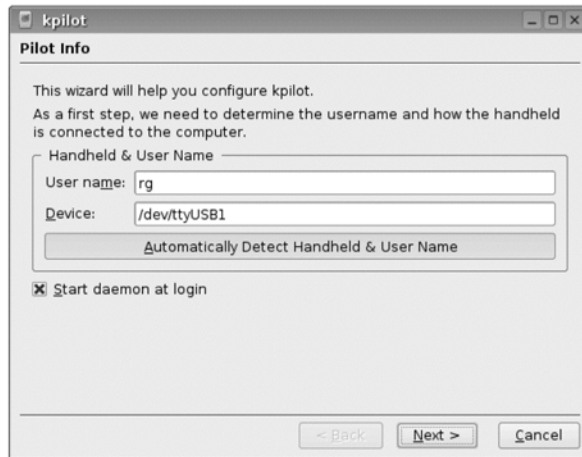 kpilot
Pilot Info
This wizard will help you configure kpilot.
As a first step, we need to determine the username and how the handheld
is connected to the computer.
Handheld & User Name
User name: rg
Device: /dev/ttyUSB1
Automatically Detect Handheld & User Name
Start daemon at login
< Back Next > Cancel